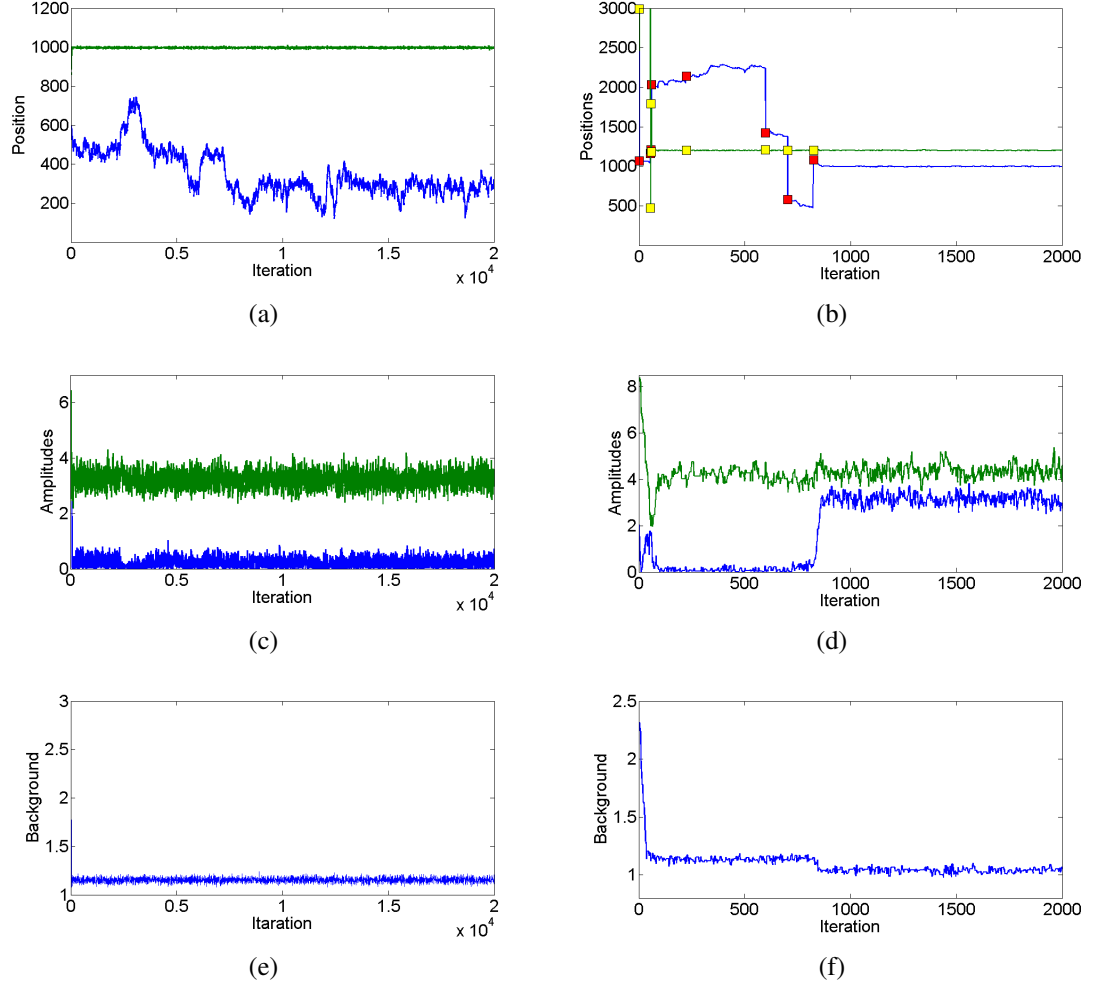 1200
1000
800
600
400
200
Position
0
0.5
1
1.5
2
Iteration
x 10^4
(a)
3000
2500
2000
1500
1000
500
Positions
0
500
1000
1500
2000
Iteration
(b)
6
4
2
0
Amplitudes
0
0.5
1
1.5
2
Iteration
x 10^4
(c)
8
6
4
2
0
Amplitudes
0
500
1000
1500
2000
Iteration
(d)
3
2.5
2
1.5
1
Background
0
0.5
1
1.5
2
Itaration
x 10^4
(e)
2.5
2
1.5
1
Background
0
500
1000
1500
2000
Iteration
(f)